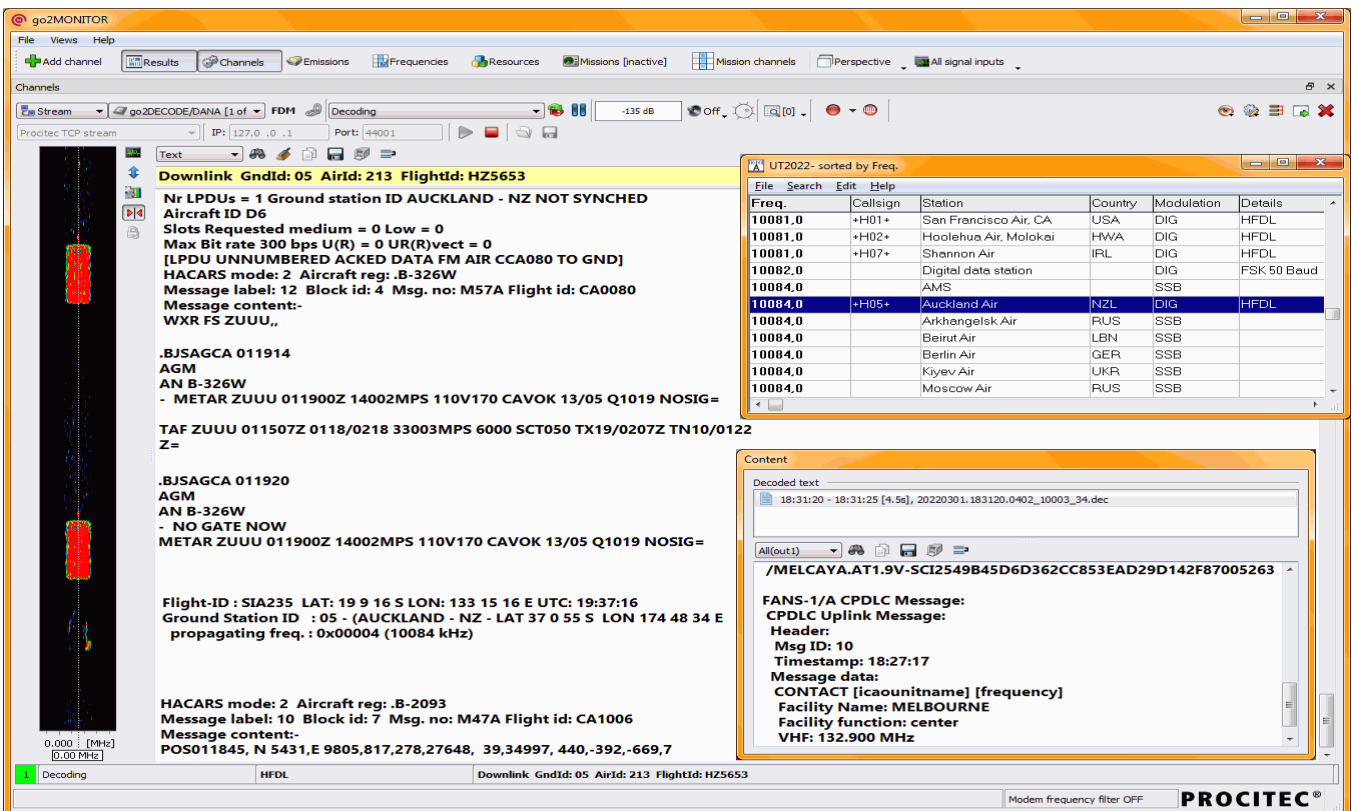 go2MONITOR
File Views Help
Add channel Results Channels Emissions Frequencies Resources Missions [inactive] Mission channels Perspective All signal inputs
Channels
Stream go2DECODE/DANA [1 of FDM Decoding -135 dB Off [0]
Procitec TCP stream IP: 127.0 .0 .1 Port: 44001
Text
Downlink GndId: 05 AirId: 213 FlightId: HZ5653
Nr LPDUs = 1 Ground station ID AUCKLAND - NZ NOT SYNCHED
Aircraft ID D6
Slots Requested medium = 0 Low = 0
Max Bit rate 300 bps U(R) = 0 UR(R)vect = 0
[LPDU UNNUMBERED ACKED DATA FM AIR CCA080 TO GND]
HACARS mode: 2 Aircraft reg: .B-326W
Message label: 12 Block id: 4 Msg. no: M57A Flight id: CA0080
Message content:-
WXR FS ZUUU,,
.BJSAGCA 011914
AGM
AN B-326W
- METAR ZUUU 011900Z 14002MPS 110V170 CAVOK 13/05 Q1019 NOSIG=
TAF ZUUU 011507Z 0118/0218 33003MPS 6000 SCT050 TX19/0207Z TN10/0122
Z=
.BJSAGCA 011920
AGM
AN B-326W
- NO GATE NOW
METAR ZUUU 011900Z 14002MPS 110V170 CAVOK 13/05 Q1019 NOSIG=
Flight-ID : SIA235 LAT: 19 9 16 S LON: 133 15 16 E UTC: 19:37:16
Ground Station ID : 05 - (AUCKLAND - NZ - LAT 37 0 55 S LON 174 48 34 E
propagating freq. : 0x00004 (10084 kHz)
HACARS mode: 2 Aircraft reg: .B-2093
Message label: 10 Block id: 7 Msg. no: M47A Flight id: CA1006
Message content:-
POS011845, N 5431,E 9805,817,278,27648, 39,34997, 440,-392,-669,7
0.000 [MHz]
0.00 MHz
UT2022- sorted by Freq.
File Search Edit Help
Freq. Callsign Station Country Modulation Details
10081,0 +H01+ San Francisco Air, CA USA DIG HFDL
10081,0 +H02+ Hoolehua Air, Molokai HWA DIG HFDL
10081,0 +H07+ Shannon Air IRL DIG HFDL
10082,0 Digital data station DIG FSK 50 Baud
10084,0 AMS SSB
10084,0 +H05+ Auckland Air NZL DIG HFDL
10084,0 Arkhangelsk Air RUS SSB
10084,0 Beirut Air LBN SSB
10084,0 Berlin Air GER SSB
10084,0 Kiyev Air UKR SSB
10084,0 Moscow Air RUS SSB
Content
Decoded text
18:31:20 - 18:31:25 [4.5s], 20220301.183120.0402_10003_34.dec
All(out1)
/MELCAYA.AT1.9V-SCI2549B45D6D362CC853EAD29D142F87005263
FANS-1/A CPDLC Message:
CPDLC Uplink Message:
Header:
Msg ID: 10
Timestamp: 18:27:17
Message data:
CONTACT [icaounitname] [frequency]
Facility Name: MELBOURNE
Facility function: center
VHF: 132.900 MHz
1 Decoding HFDL Downlink GndId: 05 AirId: 213 FlightId: HZ5653
Modem frequency filter OFF PROCITEC®